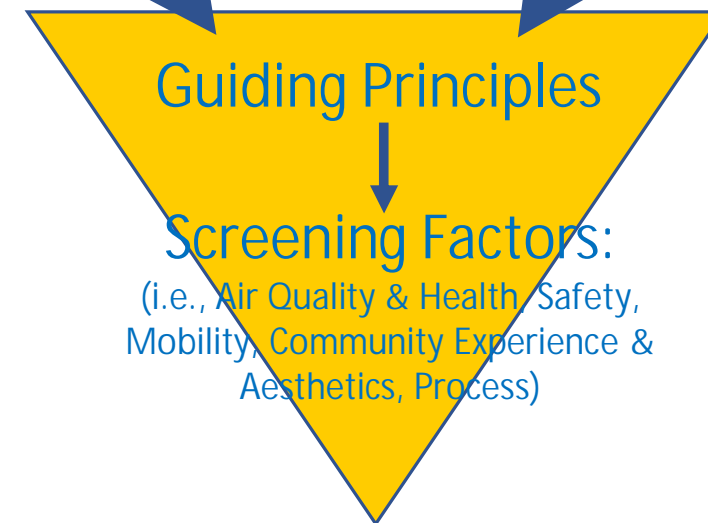 Guiding Principles
Screening Factors:
(i.e., Air Quality & Health, Safety,
Mobility, Community Experience &
Aesthetics, Process)